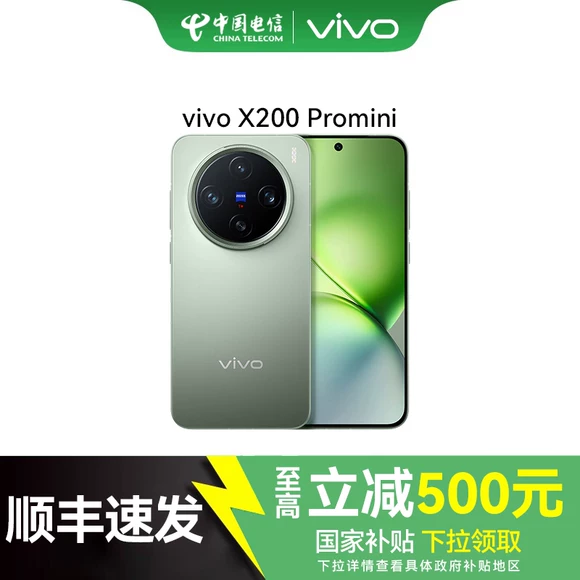 中国电信
CHINA TELECOM
vivo
vivo X200 Promini
vivo
顺丰速发
至高
立减500元
国家补贴 下拉领取
下拉详情查看具体政府补贴地区